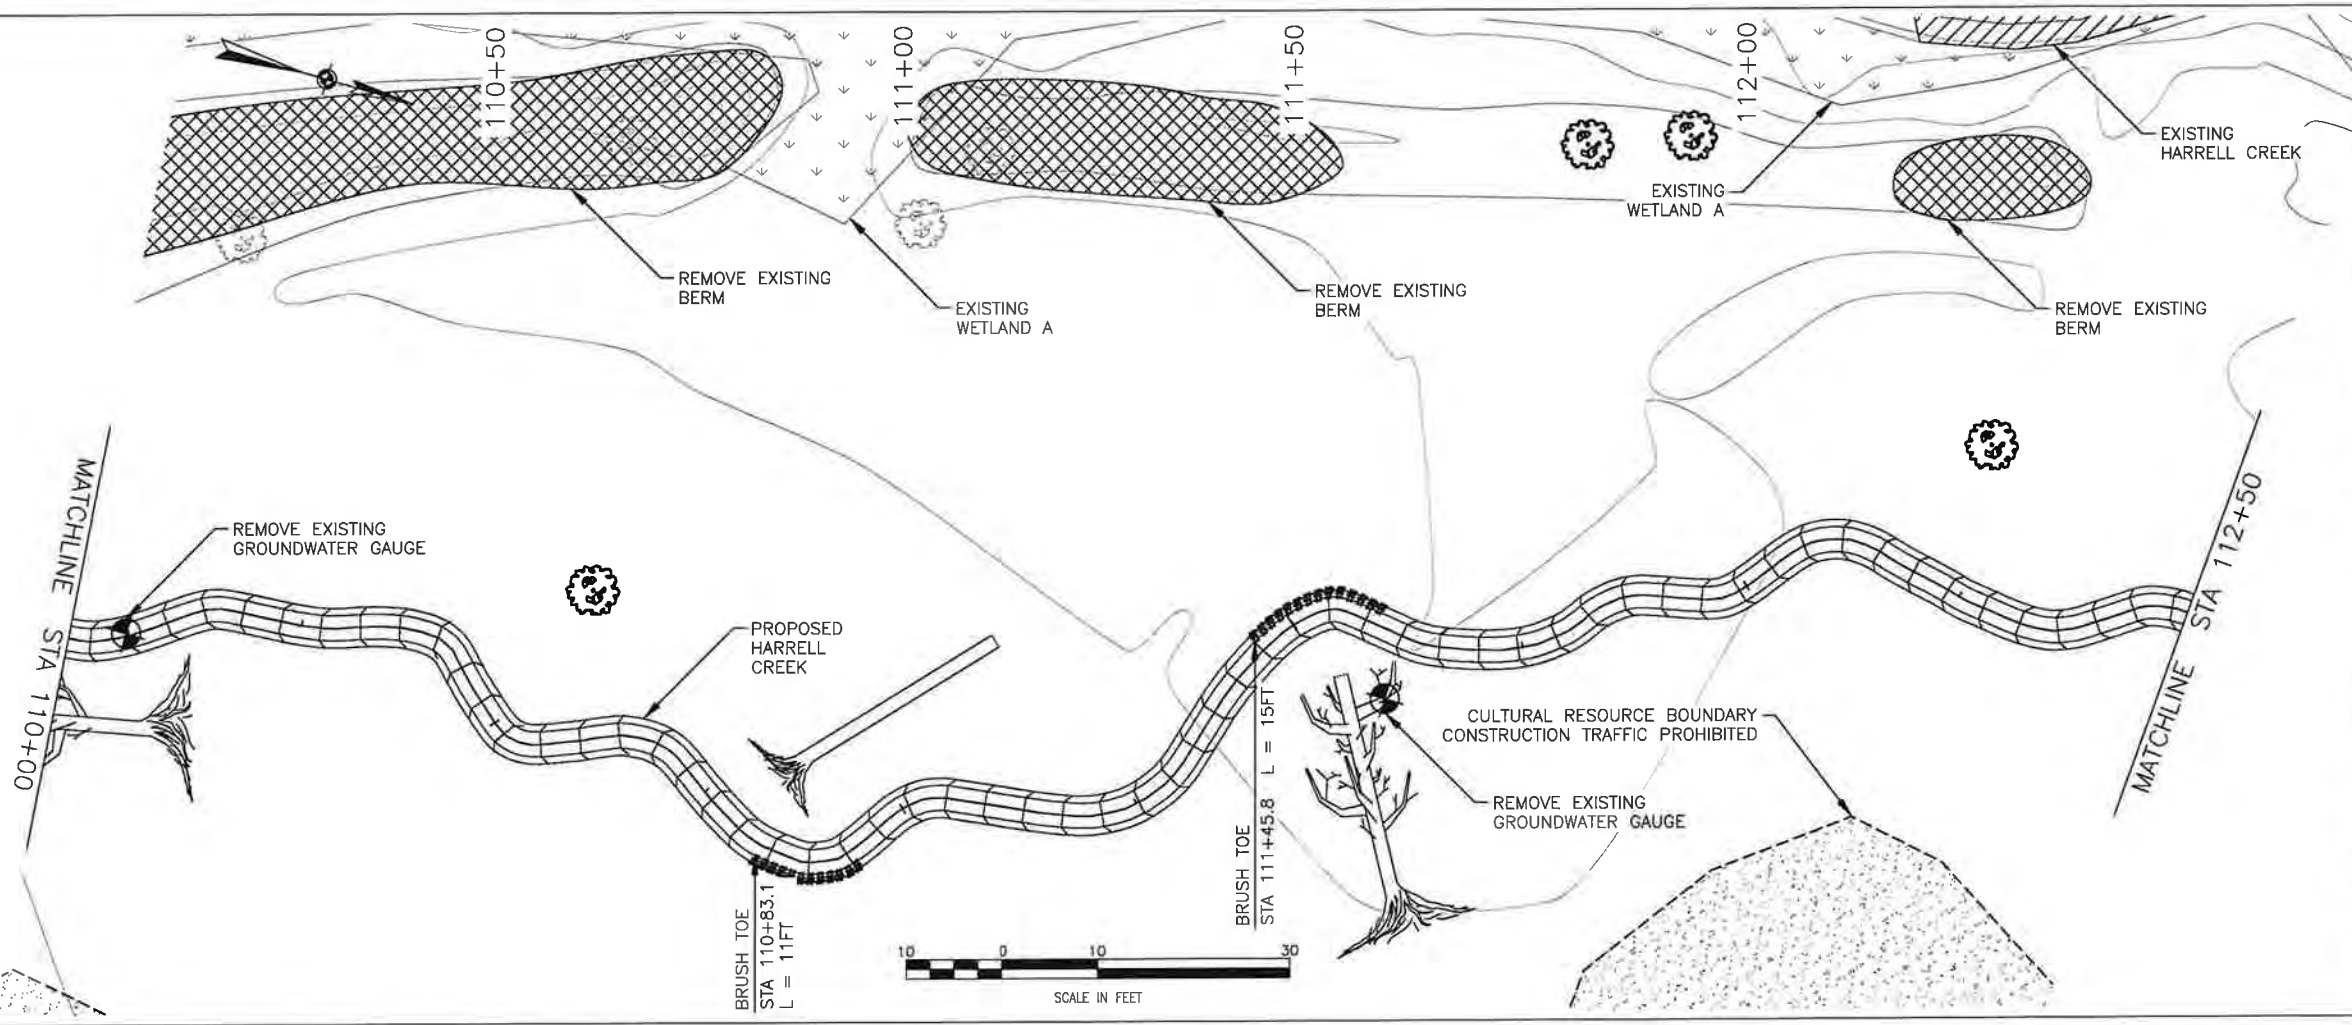 110+50
111+00
111+50
112+00
EXISTING
HARRELL CREEK
EXISTING
WETLAND A
REMOVE EXISTING
BERM
EXISTING
WETLAND A
REMOVE EXISTING
BERM
REMOVE EXISTING
BERM
MATCHLINE STA 110+00
REMOVE EXISTING
GROUNDWATER GAUGE
PROPOSED
HARRELL
CREEK
MATCHLINE STA 112+50
CULTURAL RESOURCE BOUNDARY
CONSTRUCTION TRAFFIC PROHIBITED
REMOVE EXISTING
GROUNDWATER GAUGE
BRUSH TOE
STA 110+83.1
L = 11FT
BRUSH TOE
STA 111+45.8 L = 15FT
10 0 10 30
SCALE IN FEET